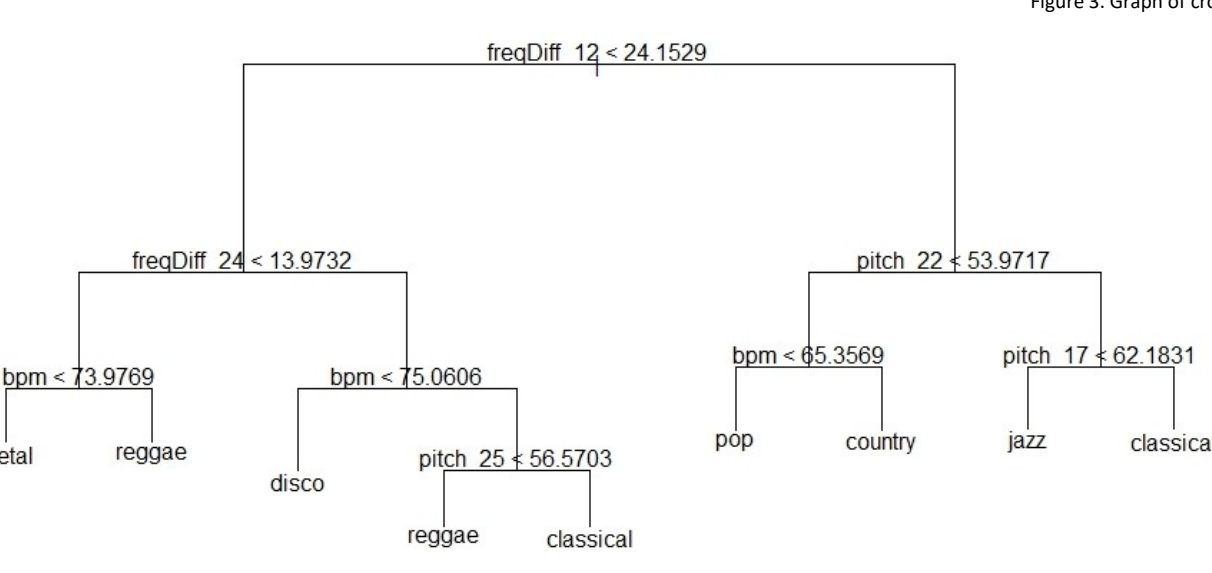 Figure 3. Graph of cro
freqDiff 12 < 24.1529
freqDiff 24 < 13.9732
pitch 22 < 53.9717
bpm < 73.9769
bpm < 75.0606
bpm < 65.3569
pitch 17 < 62.1831
etal
reggae
disco
pitch 25 < 56.5703
reggae
classical
pop
country
jazz
classica